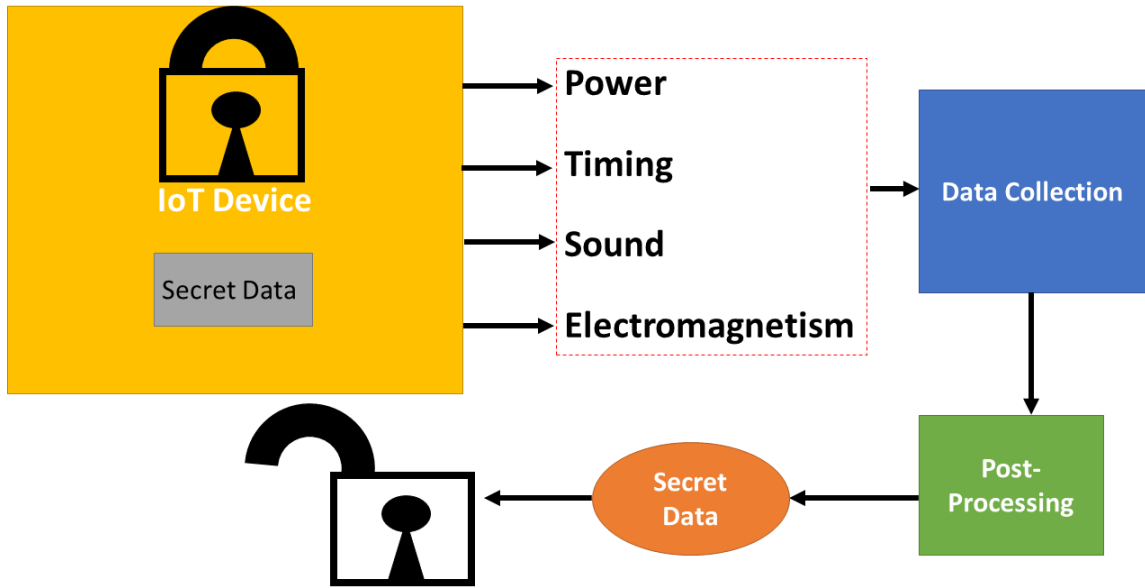 IoT Device
Secret Data
Power
Timing
Sound
Electromagnetism
Data Collection
Post-
Processing
Secret
Data